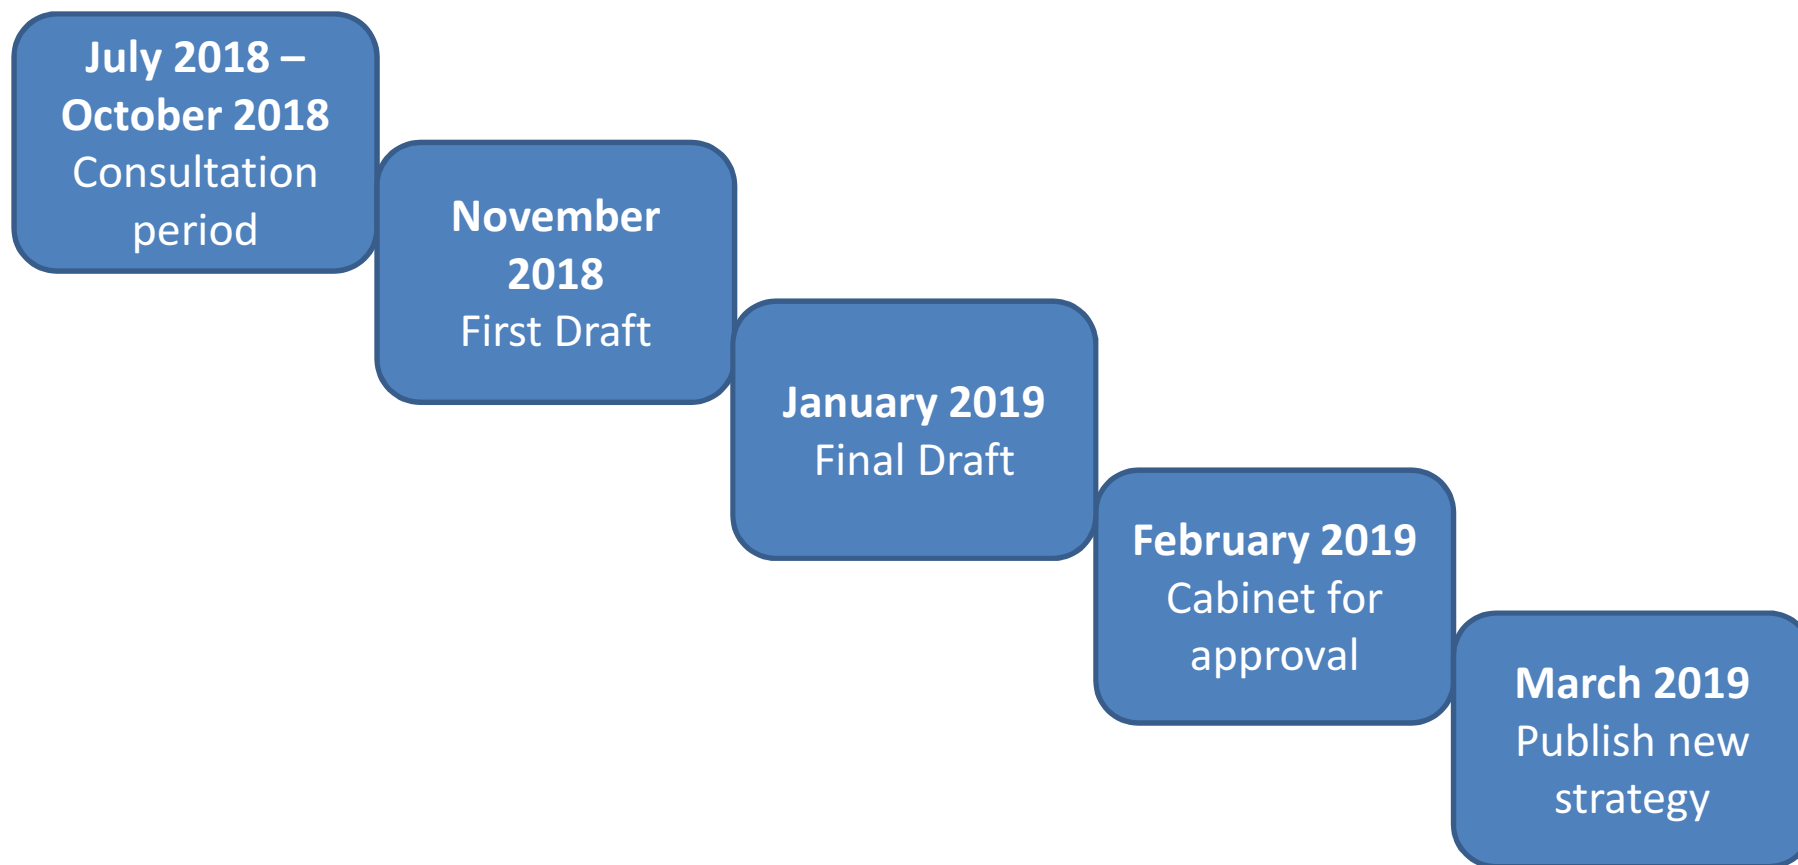 July 2018 –
October 2018
Consultation
period
November
2018
First Draft
January 2019
Final Draft
February 2019
Cabinet for
approval
March 2019
Publish new
strategy